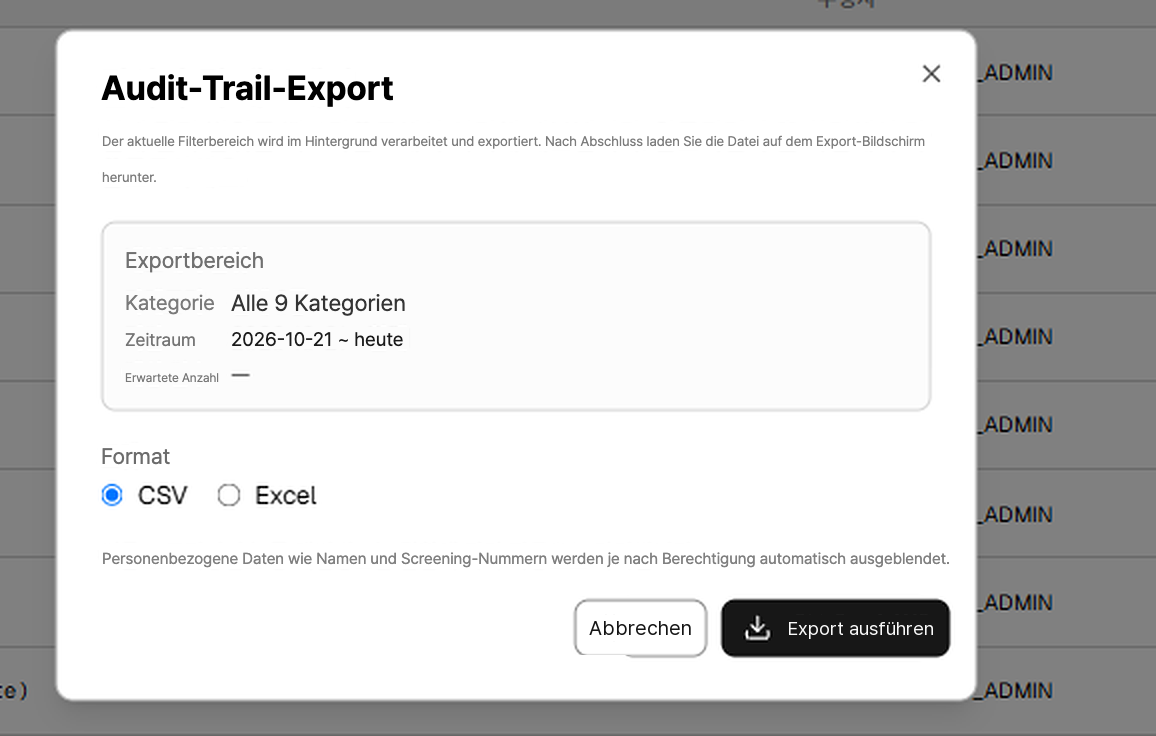 Audit-Trail-Export
_ADMIN
Der aktuelle Filterbereich wird im Hintergrund verarbeitet und exportiert. Nach Abschluss laden Sie die Datei auf dem Export-Bildschirm
herunter.
_ADMIN
Exportbereich
_ADMIN
Kategorie Alle 9 Kategorien
Zeitraum 2026-10-21 ~ heute
_ADMIN
Erwartete Anzahl —
_ADMIN
Format
CSV Excel
_ADMIN
Personenbezogene Daten wie Namen und Screening-Nummern werden je nach Berechtigung automatisch ausgeblendet.
_ADMIN
Abbrechen Export ausführen
te)
_ADMIN